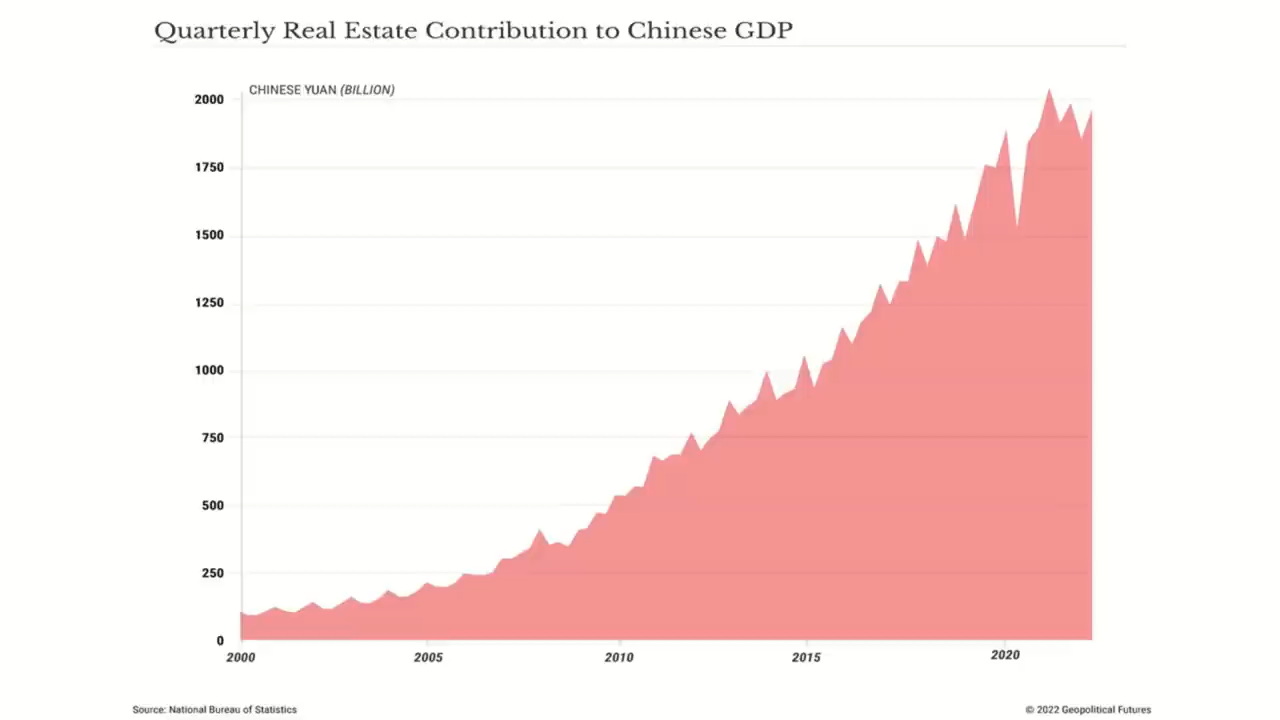 Quarterly Real Estate Contribution to Chinese GDP
CHINESE YUAN (BILLION)
2000
1750
1500
1250
1000
750
500
250
0
2000 2005 2010 2015 2020
Source: National Bureau of Statistics
© 2022 Geopolitical Futures